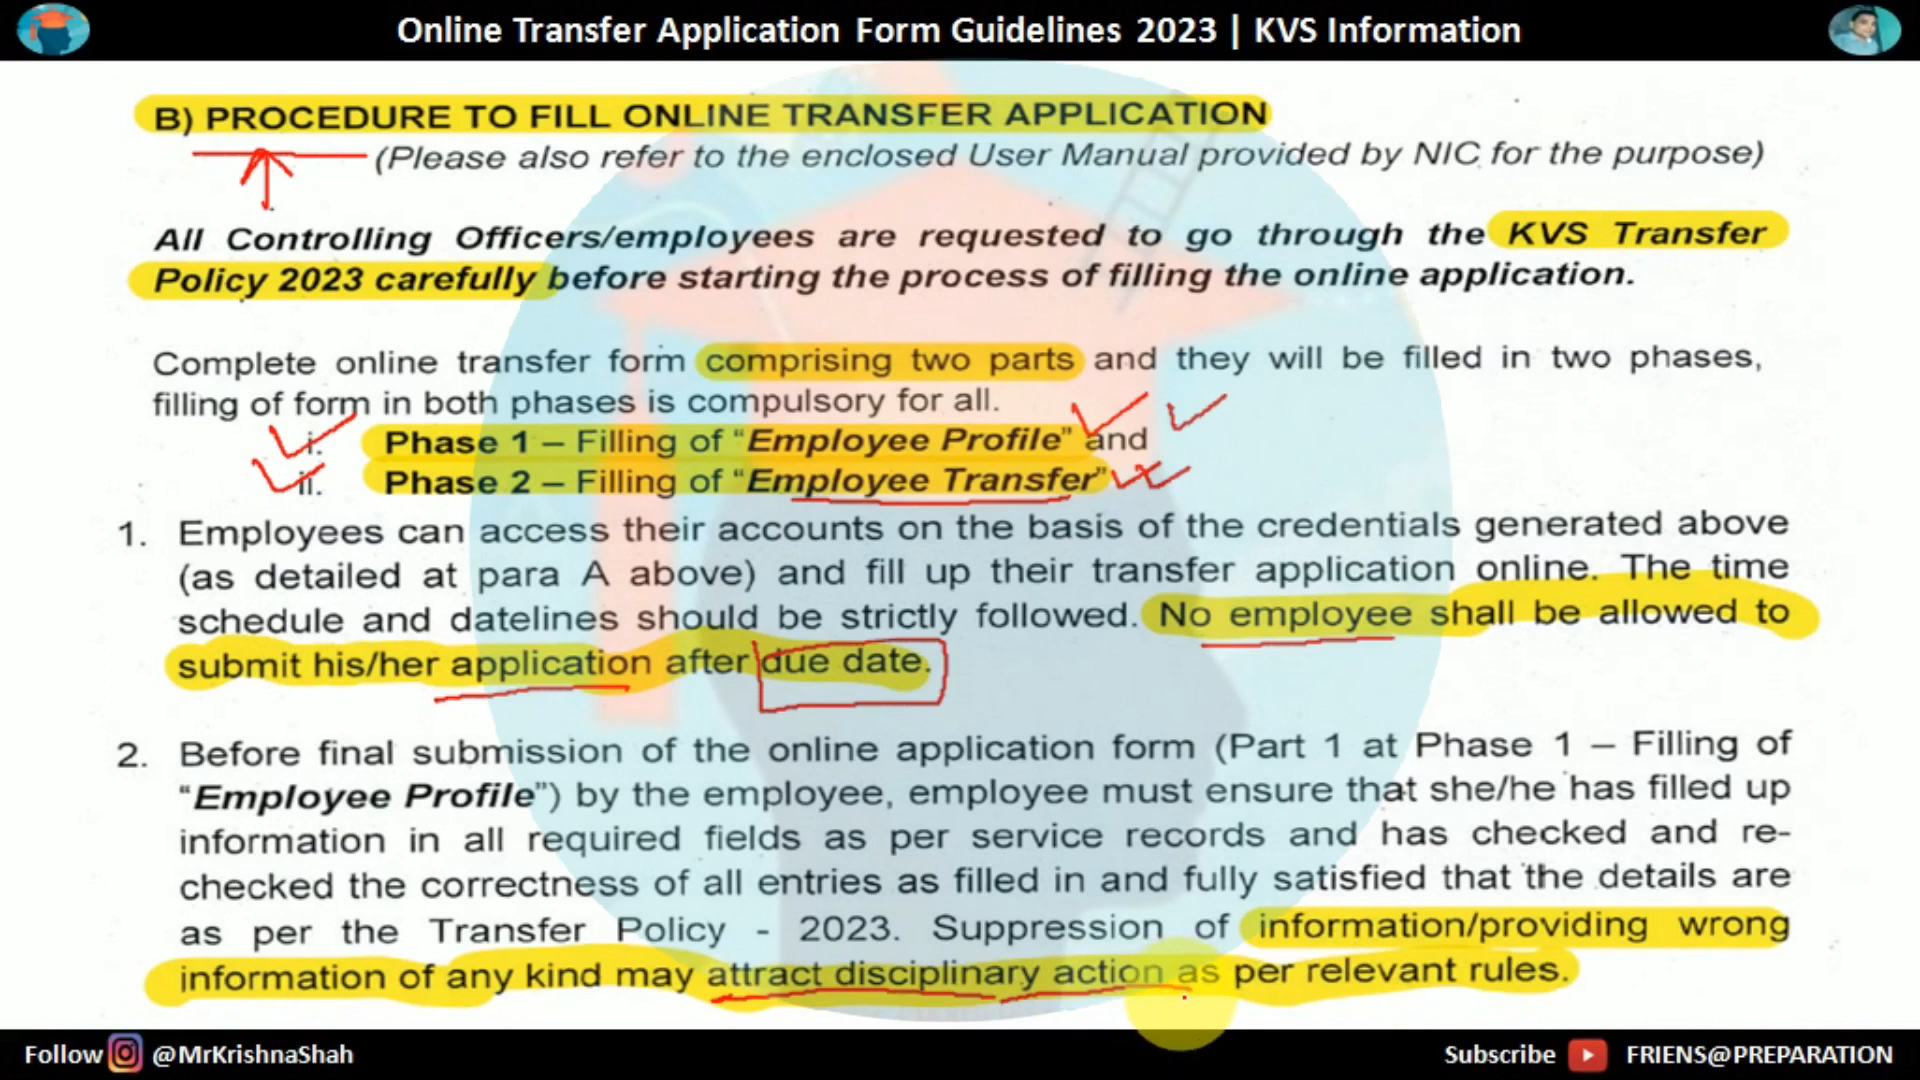 Online Transfer Application Form Guidelines 2023 | KVS Information
B) PROCEDURE TO FILL ONLINE TRANSFER APPLICATION
(Please also refer to the enclosed User Manual provided by NIC for the purpose)
All Controlling Officers/employees are requested to go through the KVS Transfer
Policy 2023 carefully before starting the process of filling the online application.
Complete online transfer form comprising two parts and they will be filled in two phases,
filling of form in both phases is compulsory for all.
i. Phase 1 – Filling of “Employee Profile” and
ii. Phase 2 – Filling of “Employee Transfer”
1. Employees can access their accounts on the basis of the credentials generated above
(as detailed at para A above) and fill up their transfer application online. The time
schedule and datelines should be strictly followed. No employee shall be allowed to
submit his/her application after due date.
2. Before final submission of the online application form (Part 1 at Phase 1 – Filling of
“Employee Profile”) by the employee, employee must ensure that she/he has filled up
information in all required fields as per service records and has checked and re-
checked the correctness of all entries as filled in and fully satisfied that the details are
as per the Transfer Policy - 2023. Suppression of information/providing wrong
information of any kind may attract disciplinary action as per relevant rules.
Follow @MrKrishnaShah
Subscribe FRIENS@PREPARATION